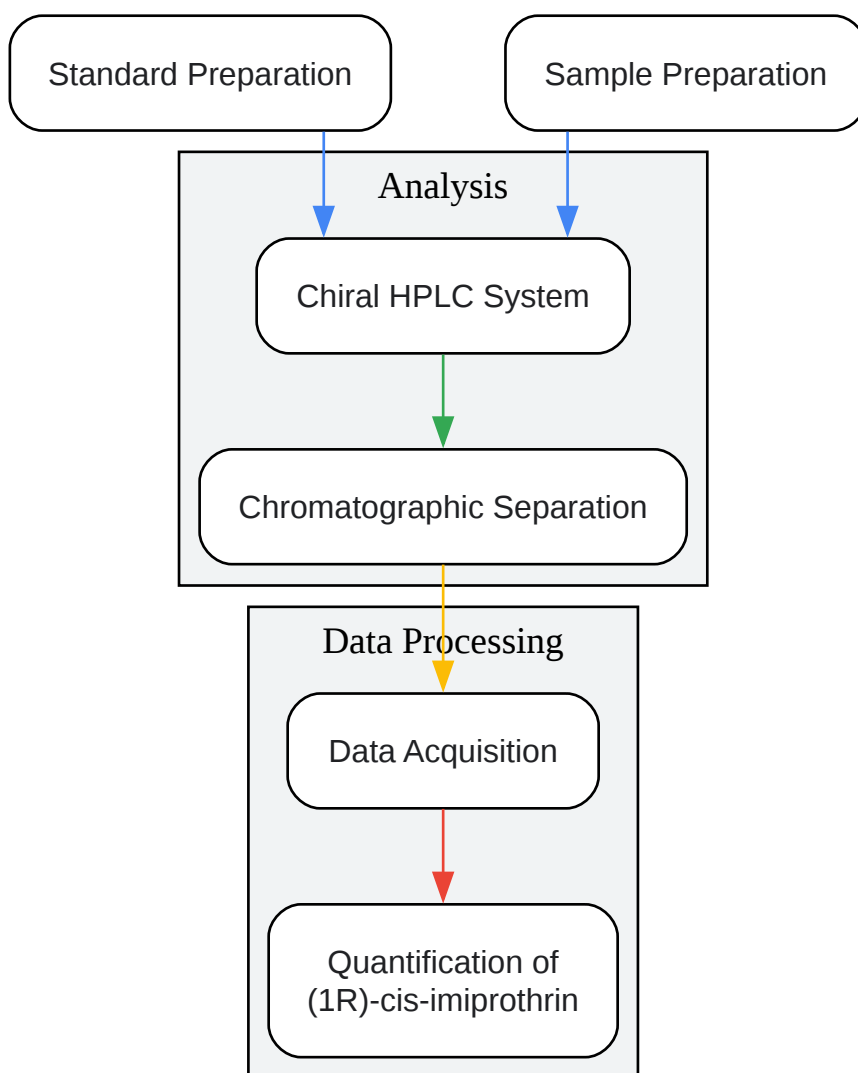 Standard Preparation
Sample Preparation
Analysis
Chiral HPLC System
Chromatographic Separation
Data Processing
Data Acquisition
Quantification of
(1R)-cis-imiprothrin